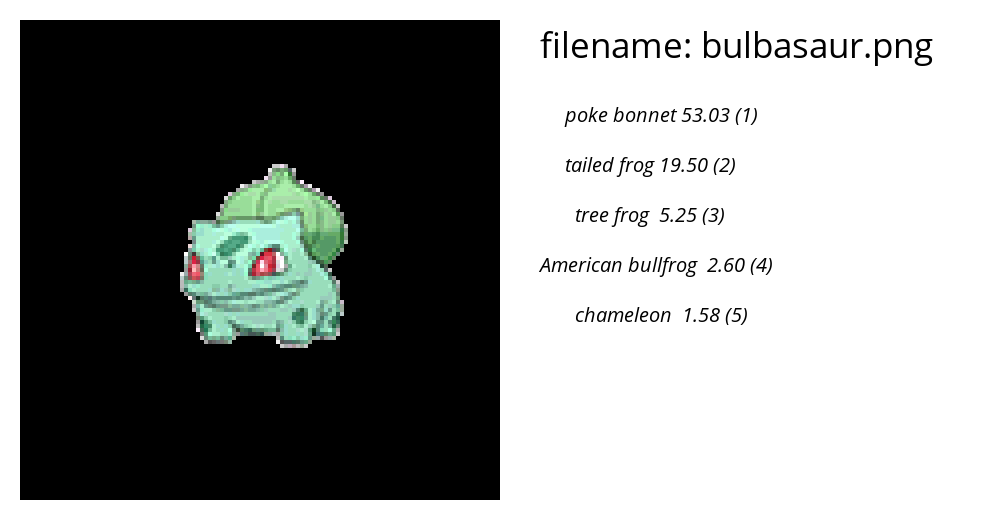 filename: bulbasaur.png
poke bonnet 53.03 (1)
tailed frog 19.50 (2)
tree frog 5.25 (3)
American bullfrog 2.60 (4)
chameleon 1.58 (5)